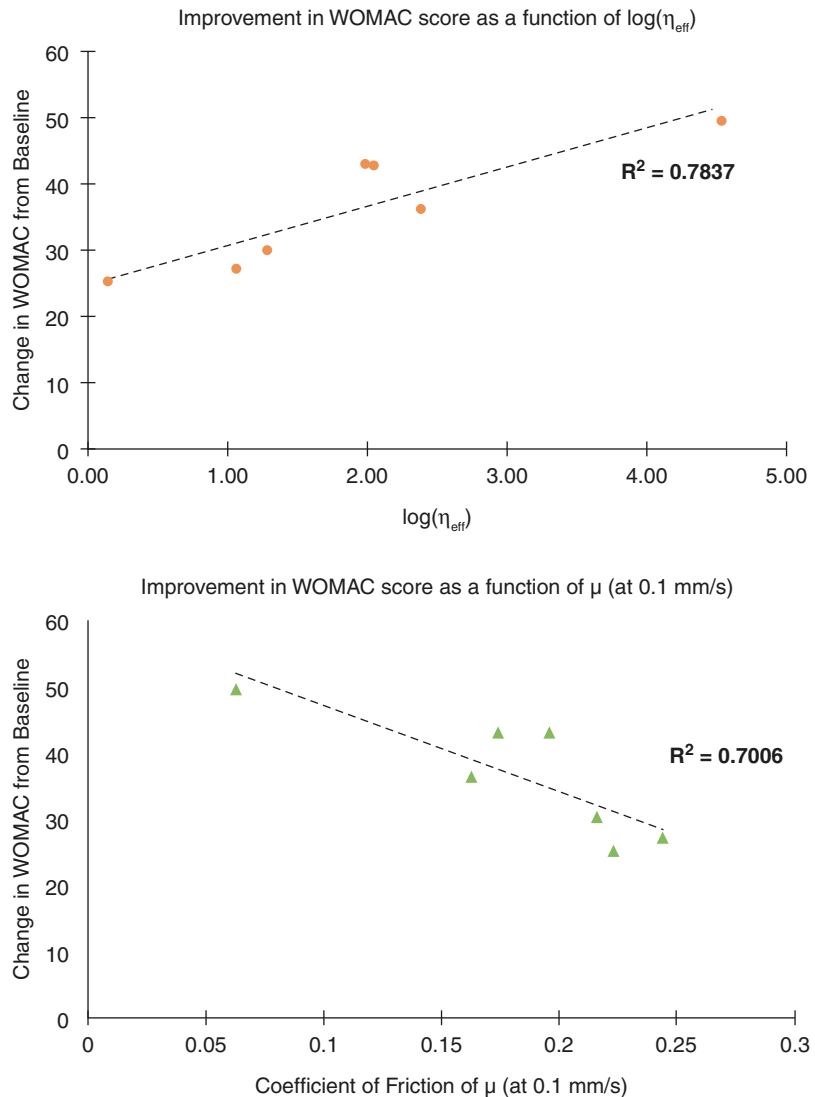 Improvement in WOMAC score as a function of log(η_eff)
60
50
40
30
20
10
0
Change in WOMAC from Baseline
R² = 0.7837
0.00 1.00 2.00 3.00 4.00 5.00
log(η_eff)
Improvement in WOMAC score as a function of μ (at 0.1 mm/s)
60
50
40
30
20
10
0
Change in WOMAC from Baseline
R² = 0.7006
0 0.05 0.1 0.15 0.2 0.25 0.3
Coefficient of Friction of μ (at 0.1 mm/s)